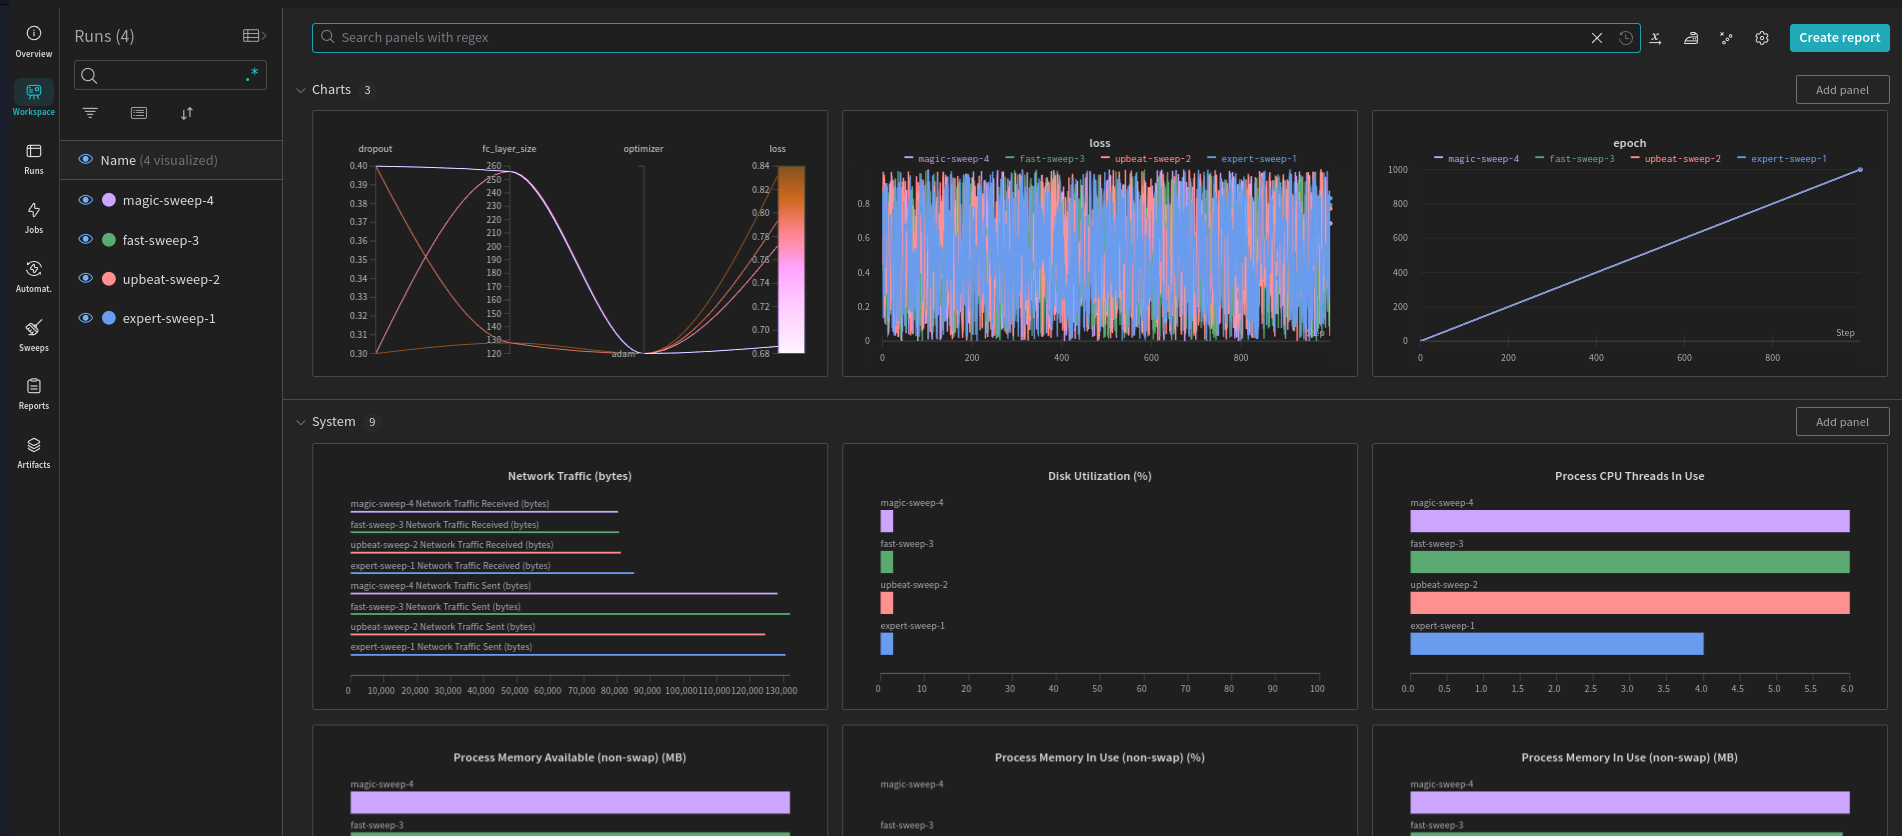 Overview
Workspace
Runs
Jobs
Automat.
Sweeps
Reports
Artifacts
Runs (4)
.*
Name (4 visualized)
magic-sweep-4
fast-sweep-3
upbeat-sweep-2
expert-sweep-1
Search panels with regex
Create report
Charts 3
Add panel
dropout fc_layer_size optimizer loss
0.40
0.39
0.38
0.37
0.36
0.35
0.34
0.33
0.32
0.31
0.30
260
250
240
230
220
210
200
190
180
170
160
150
140
130
120
adam
0.84
0.82
0.80
0.78
0.76
0.74
0.72
0.70
0.68
loss
magic-sweep-4 fast-sweep-3 upbeat-sweep-2 expert-sweep-1
0.8
0.6
0.4
0.2
0
0 200 400 600 800
epoch
magic-sweep-4 fast-sweep-3 upbeat-sweep-2 expert-sweep-1
1000
800
600
400
200
0
Step
0 200 400 600 800
System 9
Add panel
Network Traffic (bytes)
magic-sweep-4 Network Traffic Received (bytes)
fast-sweep-3 Network Traffic Received (bytes)
upbeat-sweep-2 Network Traffic Received (bytes)
expert-sweep-1 Network Traffic Received (bytes)
magic-sweep-4 Network Traffic Sent (bytes)
fast-sweep-3 Network Traffic Sent (bytes)
upbeat-sweep-2 Network Traffic Sent (bytes)
expert-sweep-1 Network Traffic Sent (bytes)
0 10,000 20,000 30,000 40,000 50,000 60,000 70,000 80,000 90,000 100,000 110,000 120,000 130,000
Disk Utilization (%)
magic-sweep-4
fast-sweep-3
upbeat-sweep-2
expert-sweep-1
0 10 20 30 40 50 60 70 80 90 100
Process CPU Threads In Use
magic-sweep-4
fast-sweep-3
upbeat-sweep-2
expert-sweep-1
0.0 0.5 1.0 1.5 2.0 2.5 3.0 3.5 4.0 4.5 5.0 5.5 6.0
Process Memory Available (non-swap) (MB)
magic-sweep-4
fast-sweep-3
Process Memory In Use (non-swap) (%)
magic-sweep-4
fast-sweep-3
Process Memory In Use (non-swap) (MB)
magic-sweep-4
fast-sweep-3